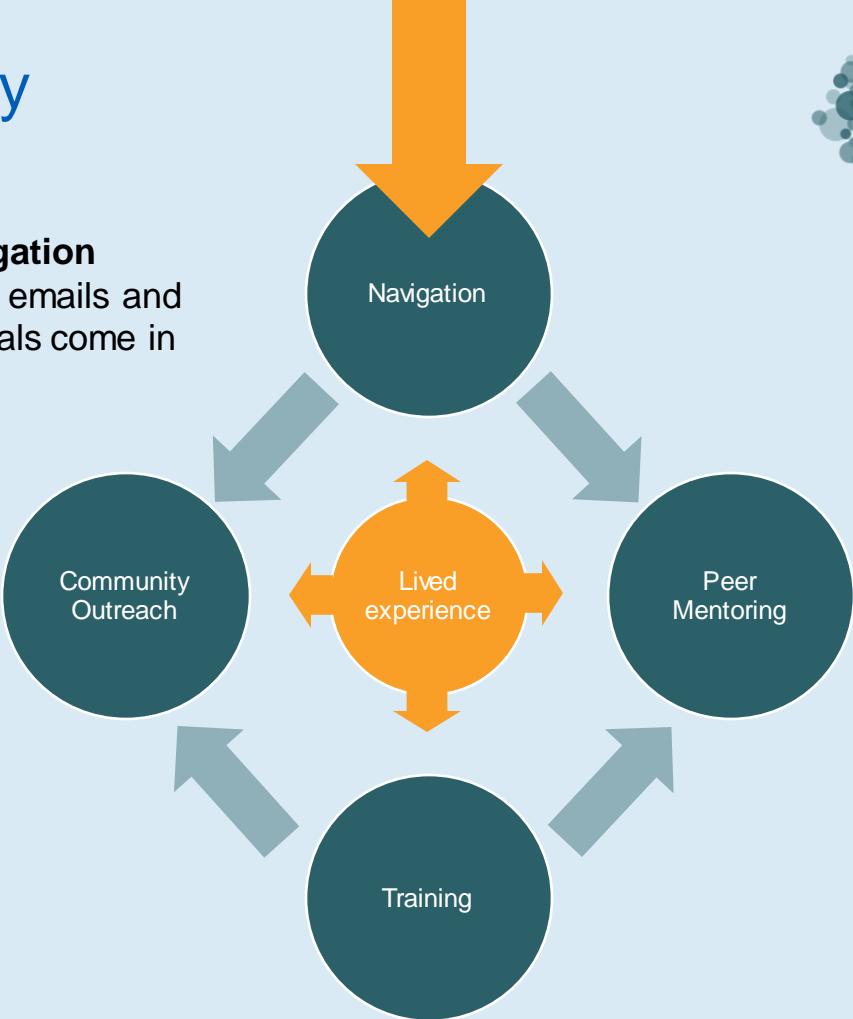 y
gation
emails and
als come in
Navigation
Community
Outreach
Lived
experience
Peer
Mentoring
Training